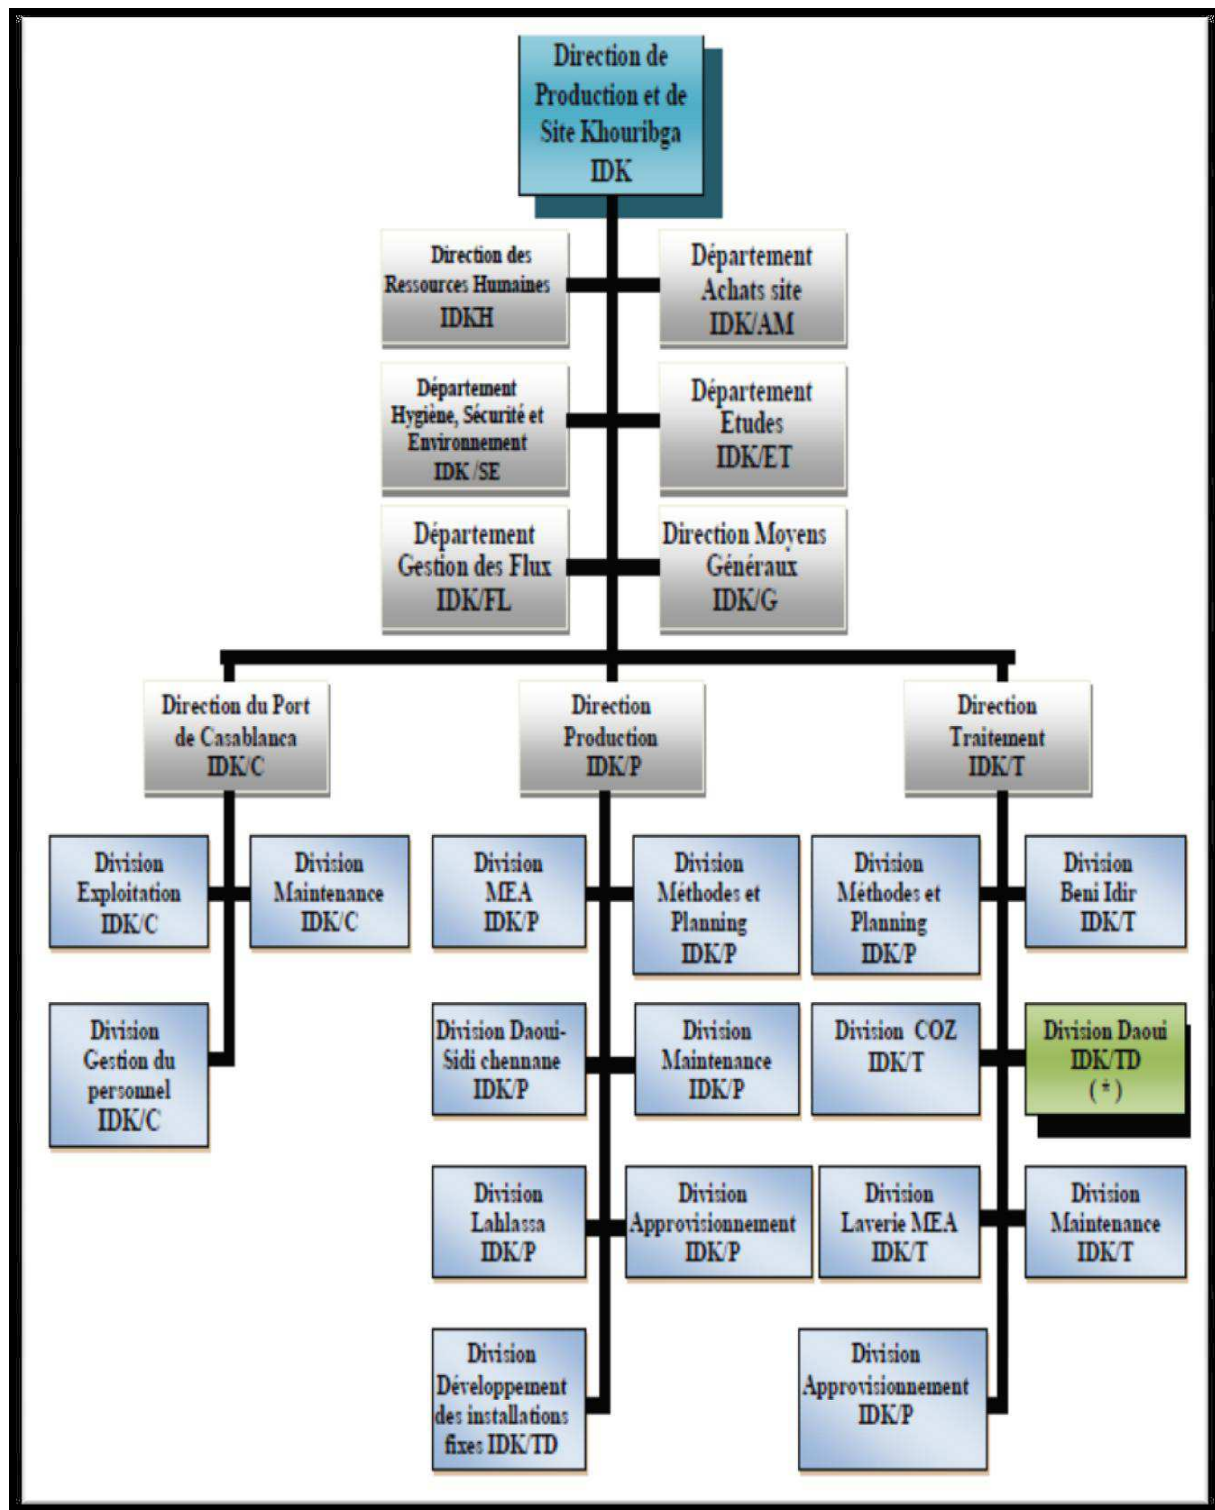 Direction de
Production et de
Site Khouribga
IDK
Direction des
Ressources Humaines
IDKH
Département
Achats site
IDK/AM
Département
Hygiène, Sécurité et
Environnement
IDK /SE
Département
Etudes
IDK/ET
Département
Gestion des Flux
IDK/FL
Direction Moyens
Généraux
IDK/G
Direction du Port
de Casablanca
IDK/C
Direction
Production
IDK/P
Direction
Traitement
IDK/T
Division
Exploitation
IDK/C
Division
Maintenance
IDK/C
Division
MEA
IDK/P
Division
Méthodes et
Planning
IDK/P
Division
Méthodes et
Planning
IDK/P
Division
Beni Idir
IDK/T
Division
Gestion du
personnel
IDK/C
Division Daoui-
Sidi chennane
IDK/P
Division
Maintenance
IDK/P
Division COZ
IDK/T
Division Daoui
IDK/TD
( * )
Division
Lahlassa
IDK/P
Division
Approvisionnement
IDK/P
Division
Laverie MEA
IDK/T
Division
Maintenance
IDK/T
Division
Développement
des installations
fixes IDK/TD
Division
Approvisionnement
IDK/P